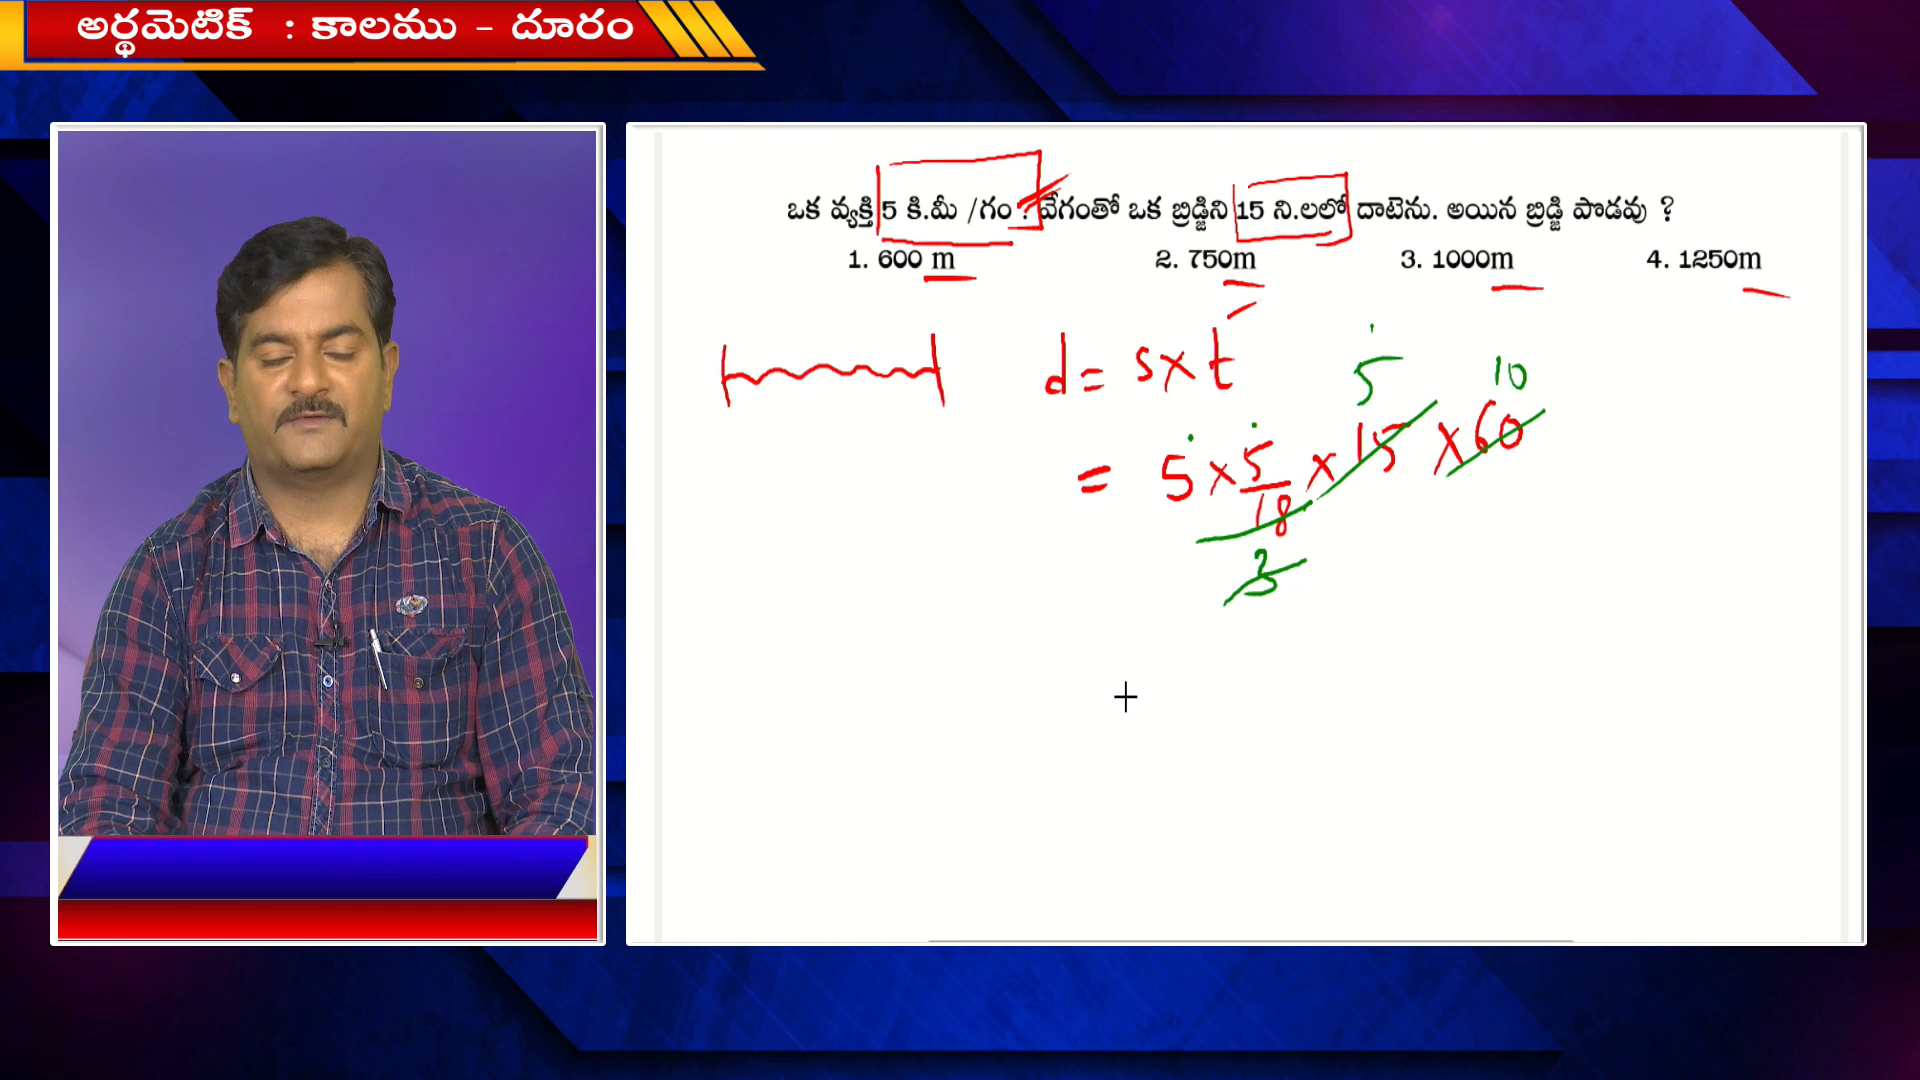 అర్థమెటిక్ : కాలము - దూరం
ఒక వ్యక్తి 5 కి.మీ /గం . వేగంతో ఒక బ్రిడ్జిని 15 ని.లలో దాటెను. అయిన బ్రిడ్జి పొడవు ?
1. 600 m 2. 750m 3. 1000m 4. 1250m
d = s x t
5 10
= 5 x 5/18 x 15 x 60
3